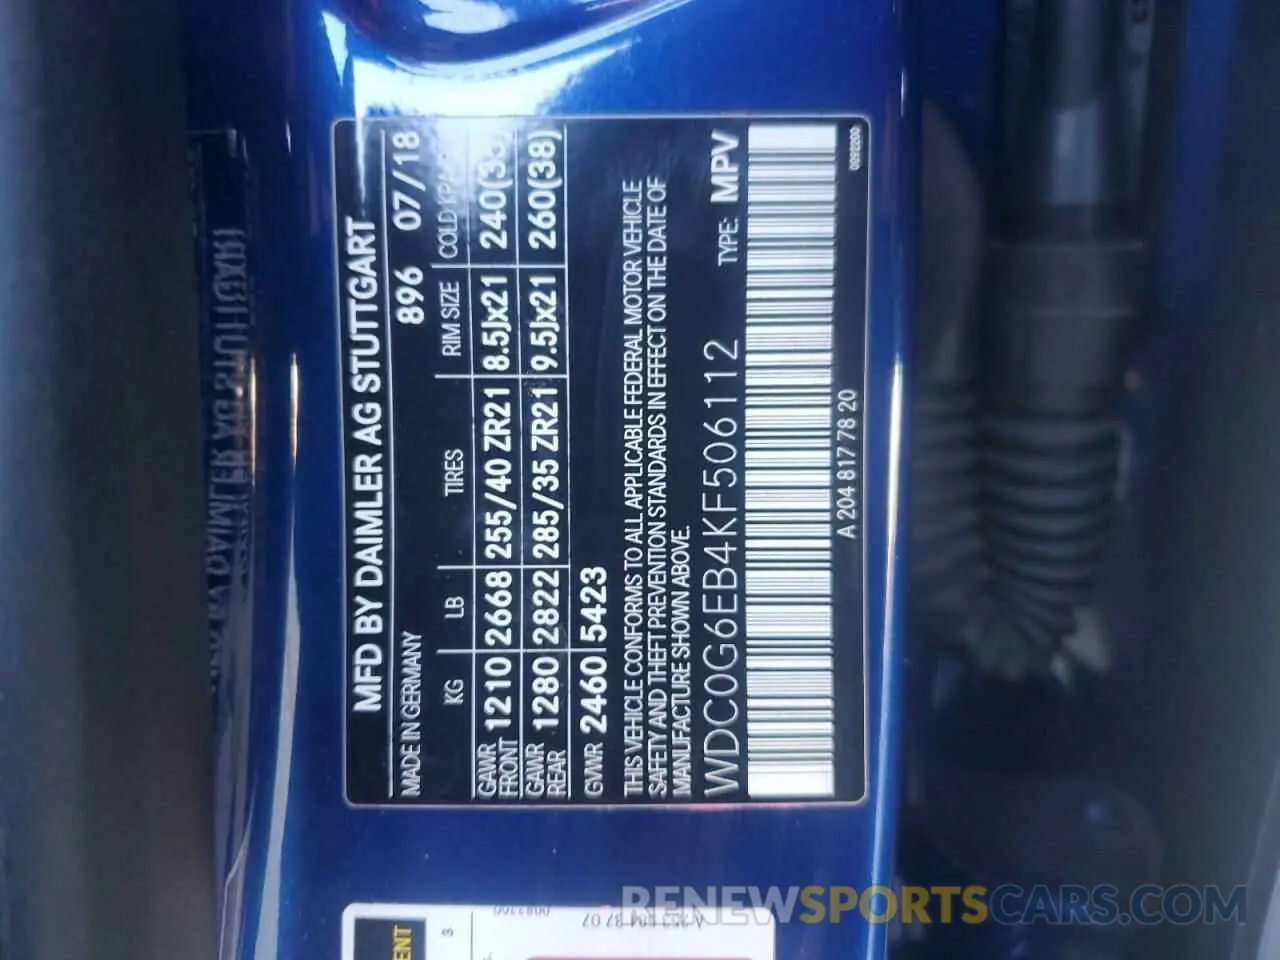 MFD BY DAIMLER AG STUTTGART
MADE IN GERMANY 896 07/18
KG LB TIRES RIM SIZE COLD
GAWR FRONT 1210 2668 255/40 ZR21 8.5Jx21 240
GAWR REAR 1280 2822 285/35 ZR21 9.5Jx21 260(38)
GVWR 2460 5423
THIS VEHICLE CONFORMS TO ALL APPLICABLE FEDERAL MOTOR VEHICLE
SAFETY AND THEFT PREVENTION STANDARDS IN EFFECT ON THE DATE OF
MANUFACTURE SHOWN ABOVE.
WDC0G6EB4KF506112 TYPE: MPV
A 204 817 78 20
0092200
RENEWSPORTSCARS.COM